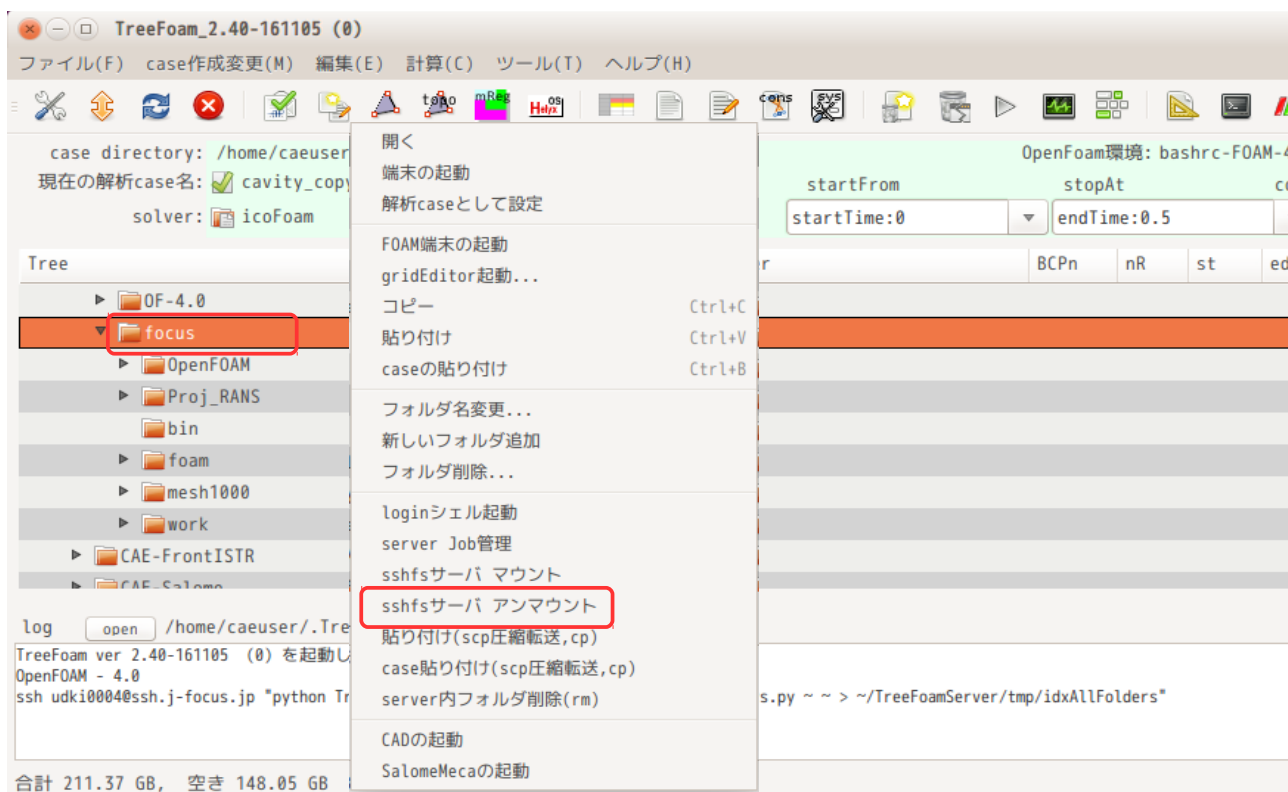 TreeFoam_2.40-161105 (0)
ファイル(F) case作成変更(M) 編集(E) 計算(C) ツール(T) ヘルプ(H)
topo mReg OS Helyx cons sys
case directory: /home/caeuser
OpenFoam環境: bashrc-FOAM-4
現在の解析case名: cavity_copy
startFrom stopAt co
solver: icoFoam
startTime:0 endTime:0.5
Tree r BCPn nR st ed
OF-4.0
focus
OpenFOAM
Proj_RANS
bin
foam
mesh1000
work
CAE-FrontISTR
CAE-Salome
開く
端末の起動
解析caseとして設定
FOAM端末の起動
gridEditor起動...
コピー Ctrl+C
貼り付け Ctrl+V
caseの貼り付け Ctrl+B
フォルダ名変更...
新しいフォルダ追加
フォルダ削除...
loginシェル起動
server Job管理
sshfsサーバ マウント
sshfsサーバ アンマウント
貼り付け(scp圧縮転送,cp)
case貼り付け(scp圧縮転送,cp)
server内フォルダ削除(rm)
CADの起動
SalomeMecaの起動
log open /home/caeuser/.Tre
TreeFoam ver 2.40-161105 (0) を起動し
OpenFOAM - 4.0
ssh udki0004@ssh.j-focus.jp "python Tr s.py ~ ~ > ~/TreeFoamServer/tmp/idxAllFolders"
合計 211.37 GB, 空き 148.05 GB